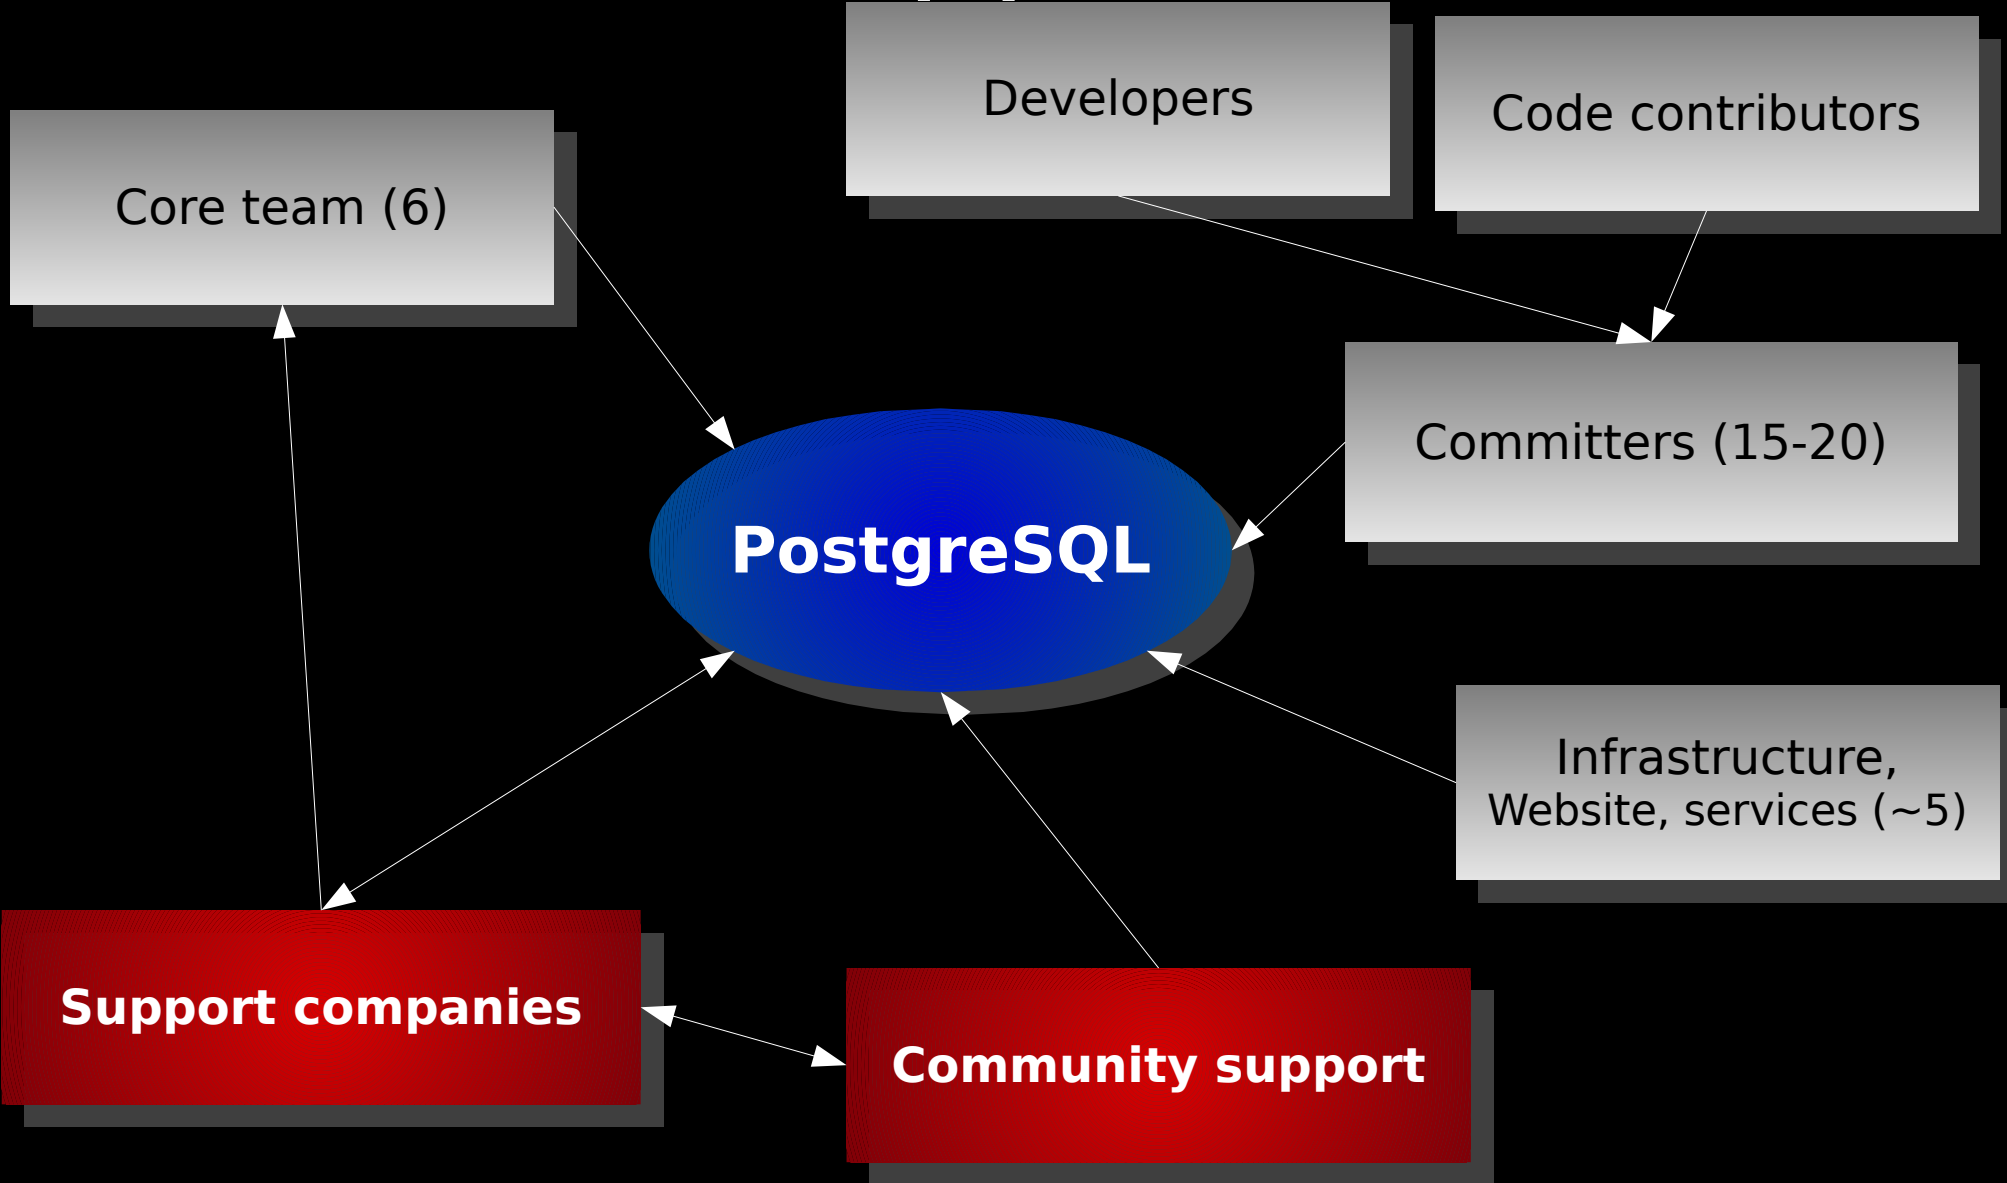 Developers
Code contributors
Core team (6)
Committers (15-20)
PostgreSQL
Infrastructure,
Website, services (~5)
Support companies
Community support